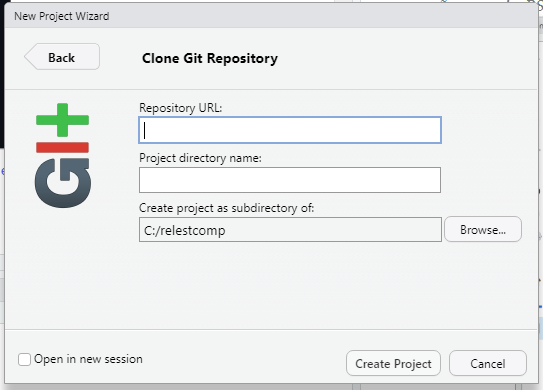 New Project Wizard
Back
Clone Git Repository
Repository URL:
Project directory name:
Create project as subdirectory of:
C:/relestcomp
Browse...
Open in new session
Create Project
Cancel